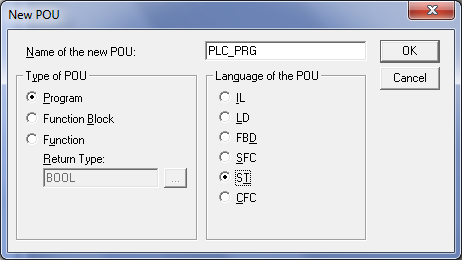 New POU
Name of the new POU: PLC_PRG OK
Cancel
Type of POU
Program
Function Block
Function
Return Type:
BOOL ...
Language of the POU
IL
LD
FBD
SFC
ST
CFC